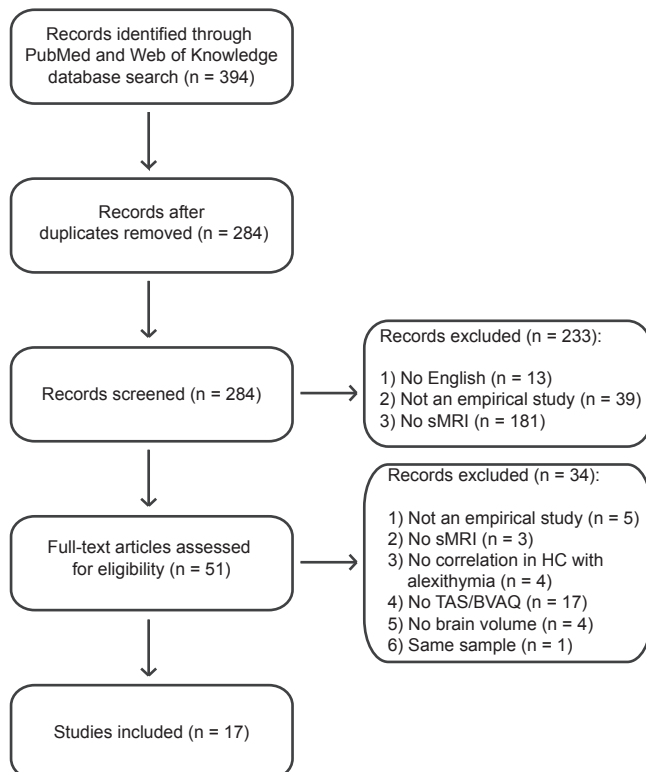 Records identified through
PubMed and Web of Knowledge
database search (n = 394)
Records after
duplicates removed (n = 284)
Records screened (n = 284)
Records excluded (n = 233):
1) No English (n = 13)
2) Not an empirical study (n = 39)
3) No sMRI (n = 181)
Full-text articles assessed
for eligibility (n = 51)
Records excluded (n = 34):
1) Not an empirical study (n = 5)
2) No sMRI (n = 3)
3) No correlation in HC with
alexithymia (n = 4)
4) No TAS/BVAQ (n = 17)
5) No brain volume (n = 4)
6) Same sample (n = 1)
Studies included (n = 17)